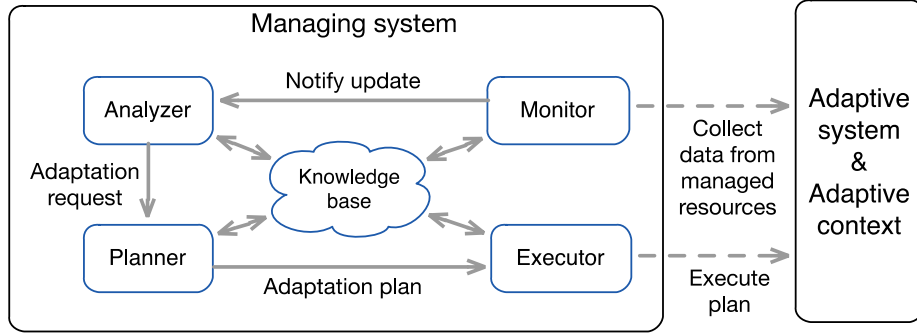 Managing system
Notify update
Analyzer
Monitor
Adaptation
request
Knowledge
base
Planner
Executor
Adaptation plan
Collect
data from
managed
resources
Execute
plan
Adaptive
system
&
Adaptive
context